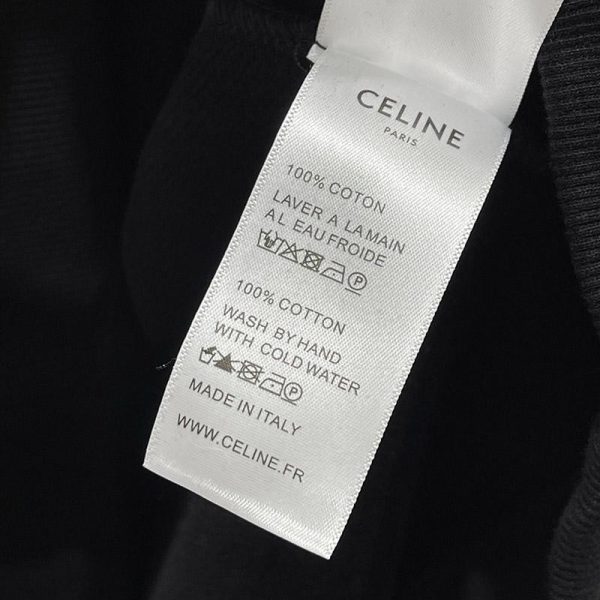 CELINE
PARIS
100% COTON
LAVER A LA MAIN
A L EAU FROIDE
100% COTTON
WASH BY HAND
WITH COLD WATER
MADE IN ITALY
WWW.CELINE.FR